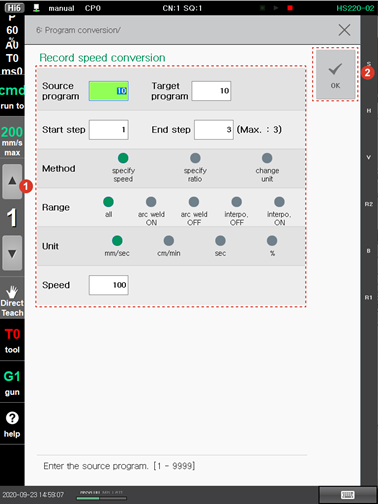 Hi6 manual CP0 CN:1 SQ:1 HS220-02
P
60
%
A0
T0
ms0
cmd
run to
200
mm/s
max
1
Direct
Teach
T0
tool
G1
gun
help
6: Program conversion/
Record speed conversion
Source program 10 Target program 10
Start step 1 End step 3 (Max. : 3)
Method specify speed specify ratio change unit
Range all arc weld ON arc weld OFF interpo, OFF interpo, ON
Unit mm/sec cm/min sec %
Speed 100
1
OK
2
S
H
V
R2
B
R1
Enter the source program. [1 - 9999]
2020-09-23 14:59:07